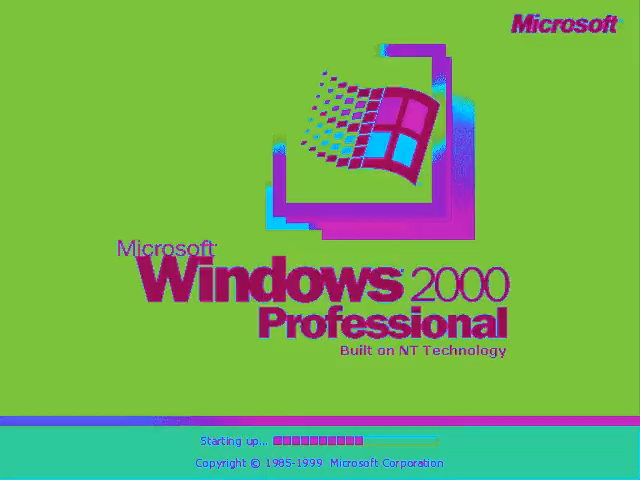 Microsoft
Microsoft
Windows 2000
Professional
Built on NT Technology
Starting up...
Copyright © 1985-1999 Microsoft Corporation